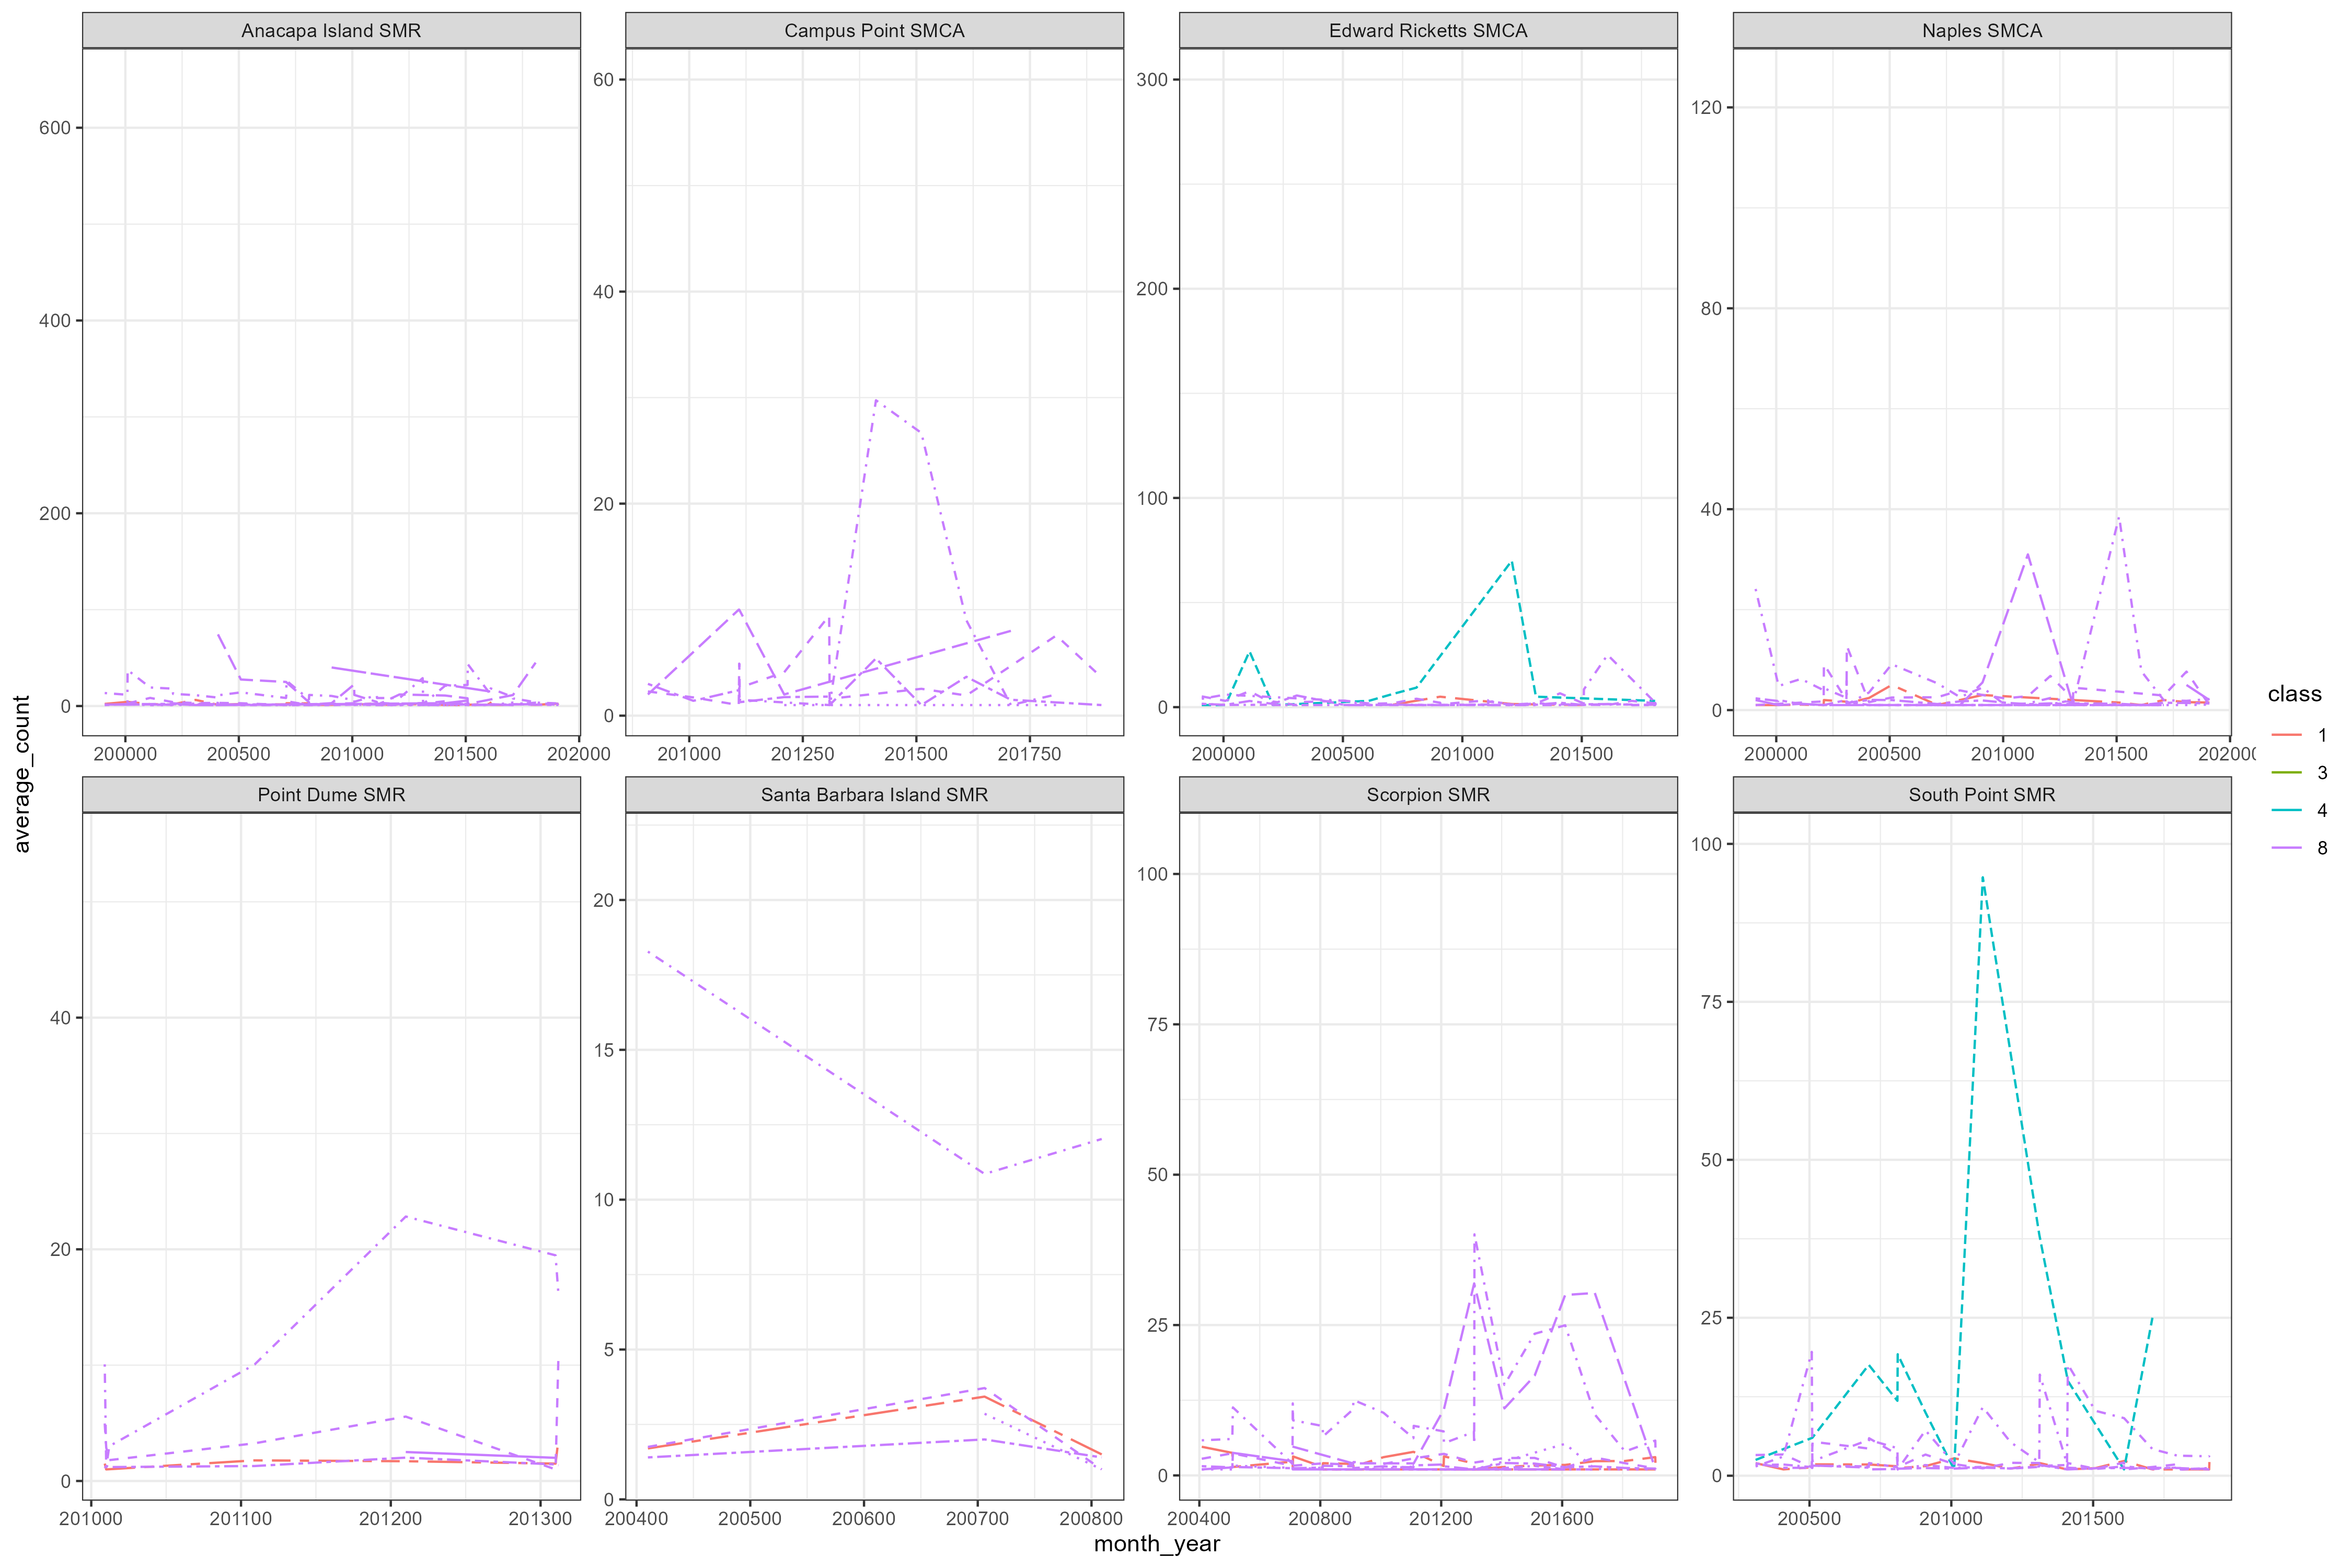 Anacapa Island SMR
Campus Point SMCA
Edward Ricketts SMCA
Naples SMCA
600
400
200
0
60
40
20
0
300
200
100
0
120
80
40
0
200000 200500 201000 201500 202000
201000 201250 201500 201750
200000 200500 201000 201500
200000 200500 201000 201500 202000
Point Dume SMR
Santa Barbara Island SMR
Scorpion SMR
South Point SMR
40
20
0
20
15
10
5
0
100
75
50
25
0
100
75
50
25
0
201000 201100 201200 201300
200400 200500 200600 200700 200800
200400 200800 201200 201600
200500 201000 201500
average_count
month_year
class
1
3
4
8